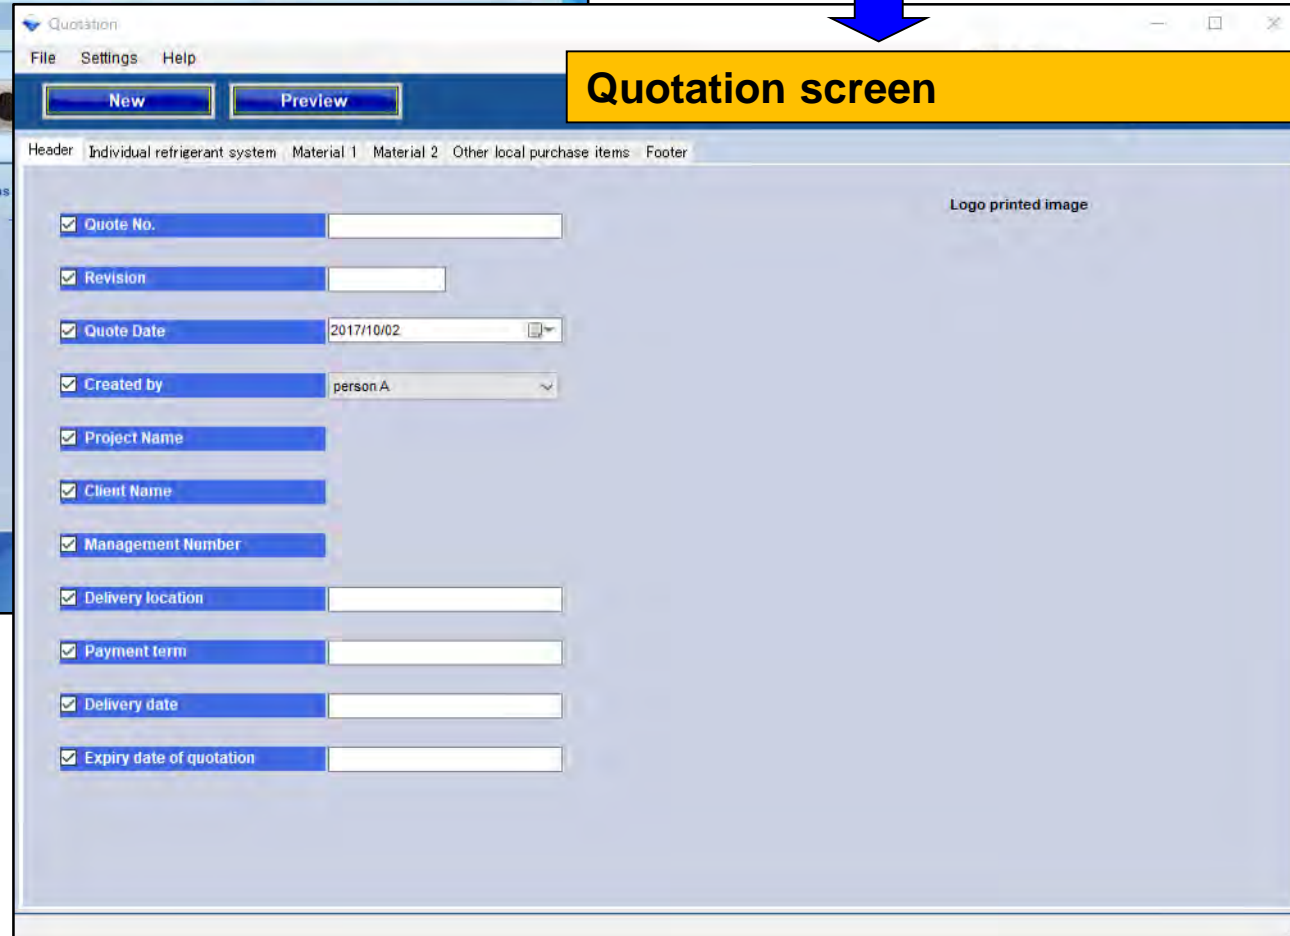 Quotation
File Settings Help
Quotation screen
New Preview
Header Individual refrigerant system Material 1 Material 2 Other local purchase items Footer
Logo printed image
Quote No.
Revision
Quote Date 2017/10/02
Created by person A
Project Name
Client Name
Management Number
Delivery location
Payment term
Delivery date
Expiry date of quotation